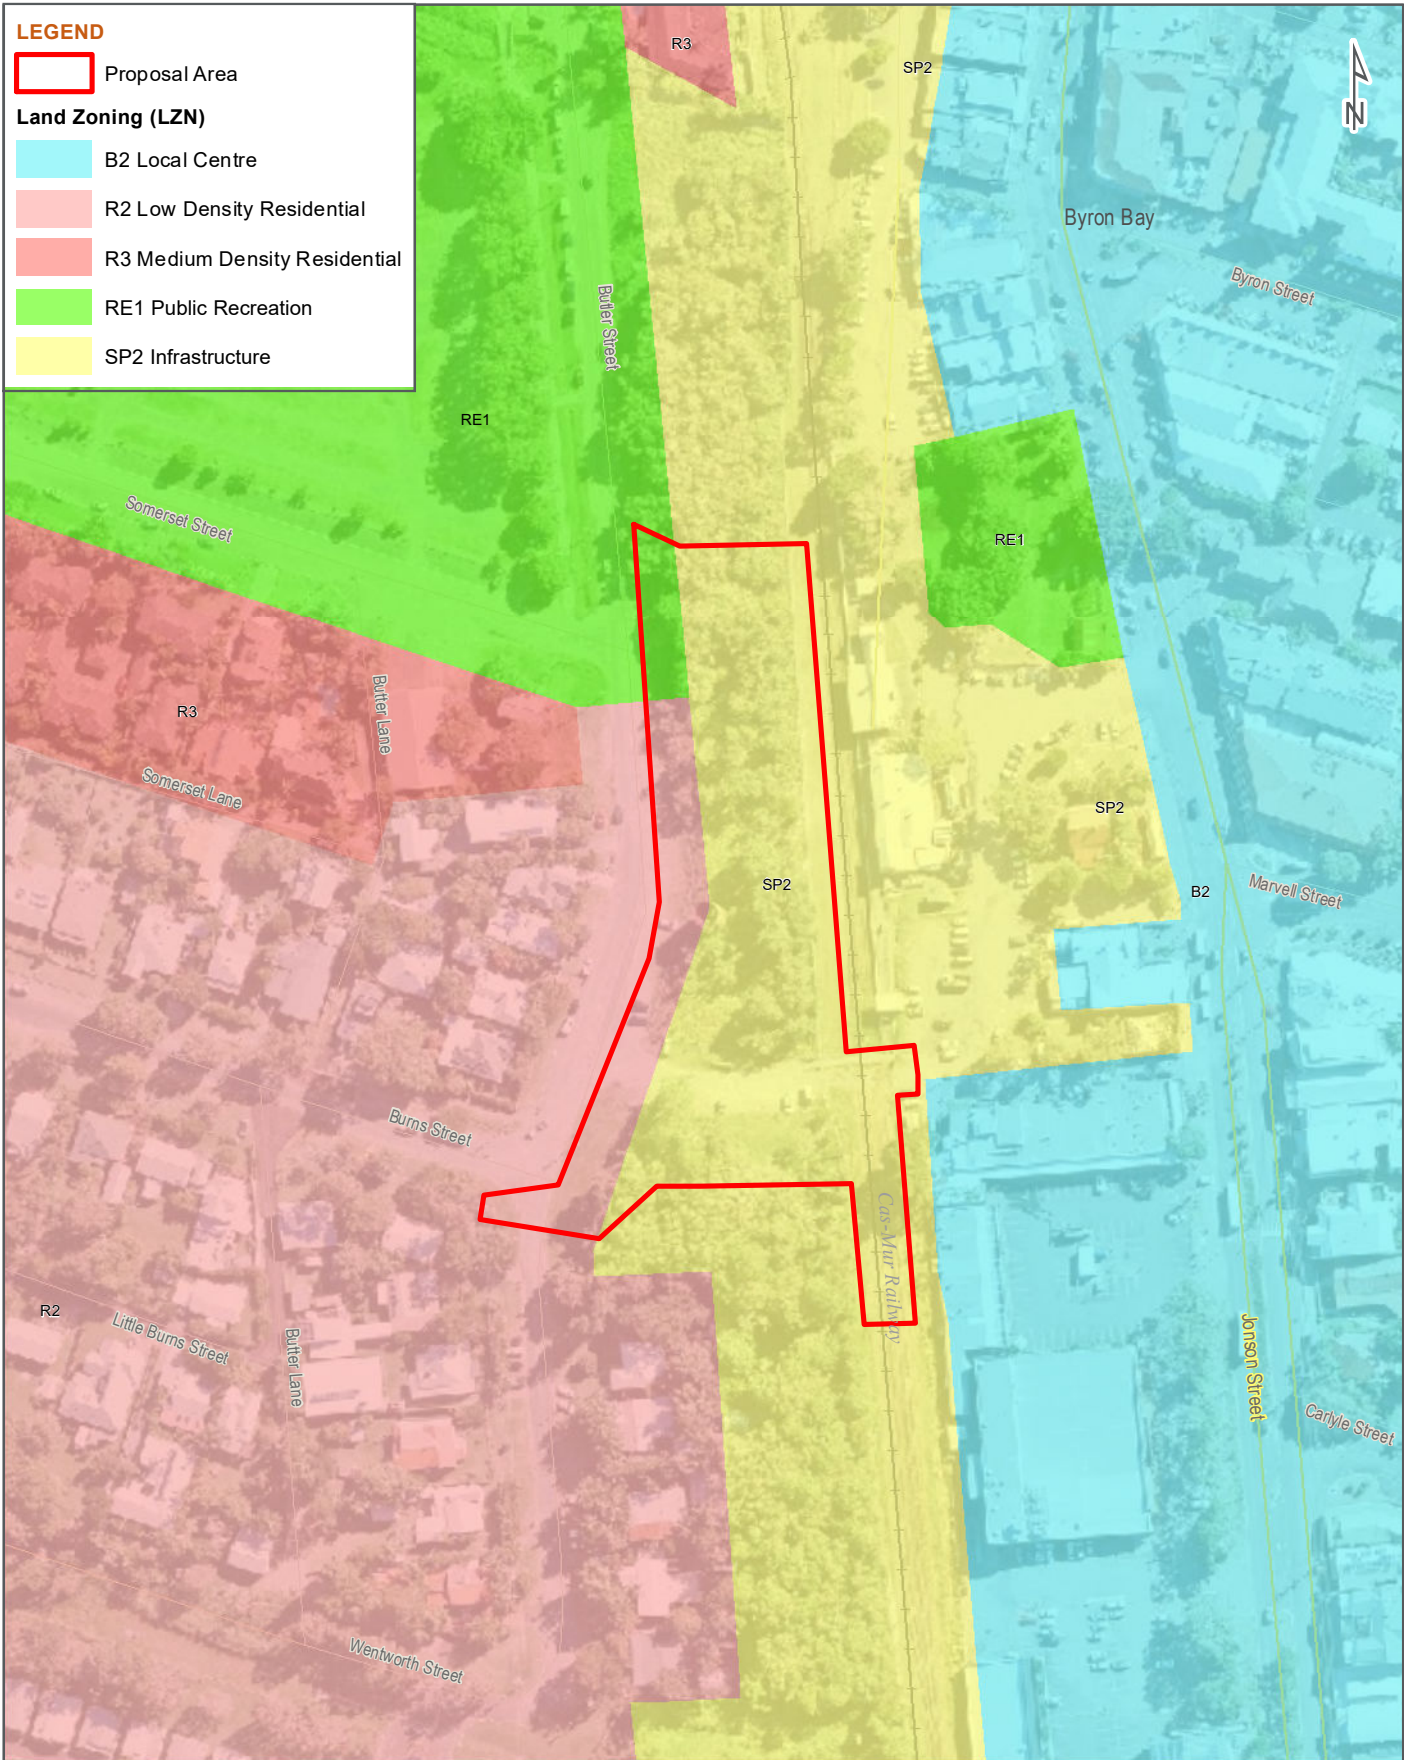 LEGEND
Proposal Area
Land Zoning (LZN)
B2 Local Centre
R2 Low Density Residential
R3 Medium Density Residential
RE1 Public Recreation
SP2 Infrastructure
R3
SP2
N
Byron Bay
Byron Street
Butler Street
RE1
Somerset Street
RE1
R3
Butter Lane
Somerset Lane
SP2
SP2
B2
Marvell Street
Burns Street
Cas-Mur Railway
R2
Little Burns Street
Butter Lane
Jonson Street
Carlyle Street
Wentworth Street